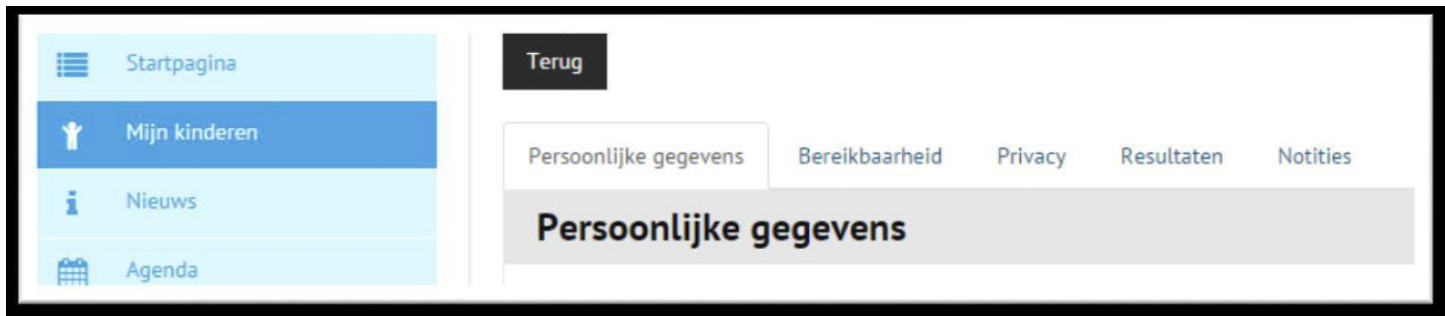 Startpagina
Mijn kinderen
Nieuws
Agenda
Terug
Persoonlijke gegevens Bereikbaarheid Privacy Resultaten Notities
Persoonlijke gegevens